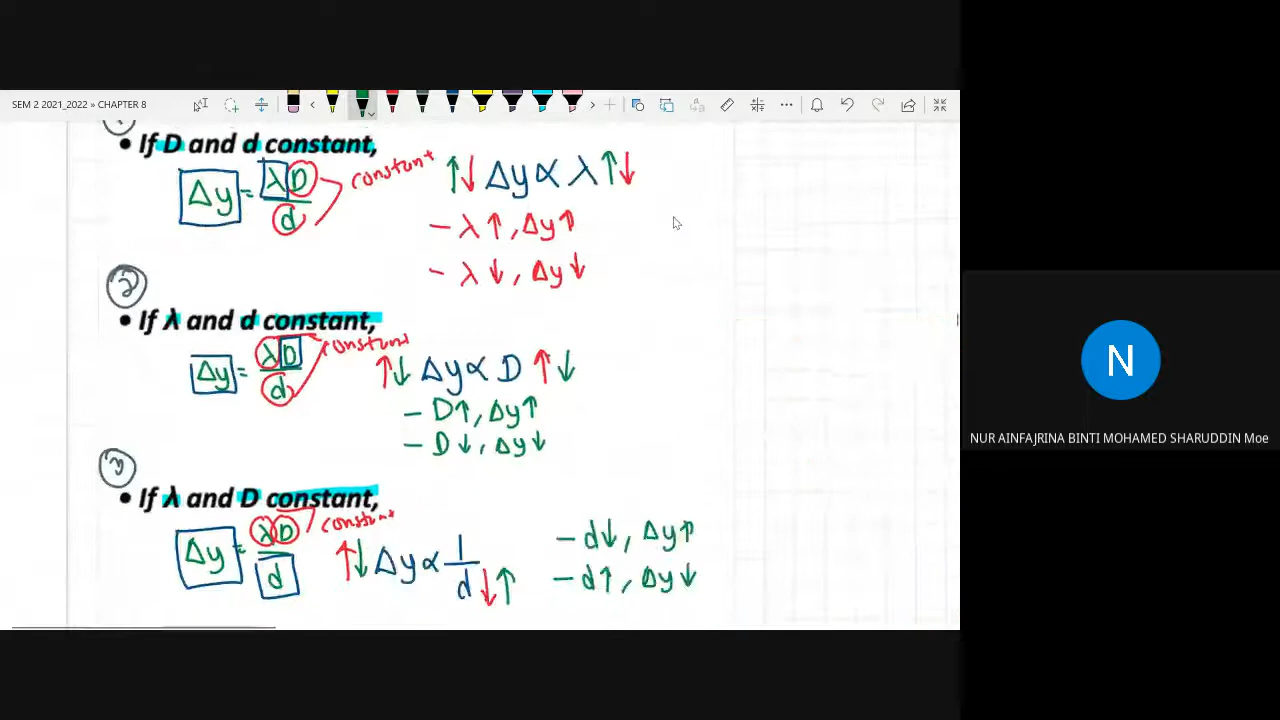 SEM 2 2021_2022 » CHAPTER 8
• If D and d constant,
Δy = λD/d
constant
↑↓ Δy ∝ λ ↑↓
- λ↑, Δy↑
- λ↓, Δy↓
2
• If λ and d constant,
Δy = λD/d
constant
↑↓ Δy ∝ D ↑↓
- D↑, Δy↑
- D↓, Δy↓
3
• If λ and D constant,
Δy = λD/d
constant
↑↓ Δy ∝ 1/d ↓↑
- d↓, Δy↑
- d↑, Δy↓
N
NUR AINFAJRINA BINTI MOHAMED SHARUDDIN Moe